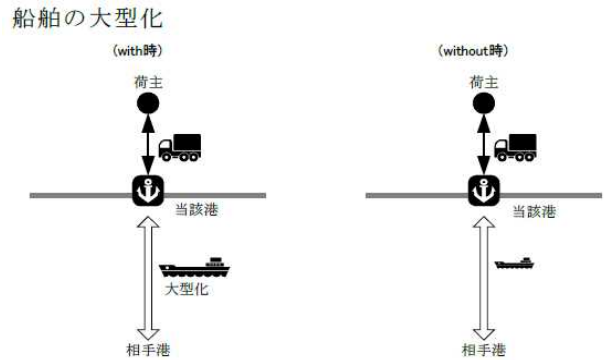 船舶の大型化
(with時)
荷主
当該港
大型化
相手港
(without時)
荷主
当該港
相手港